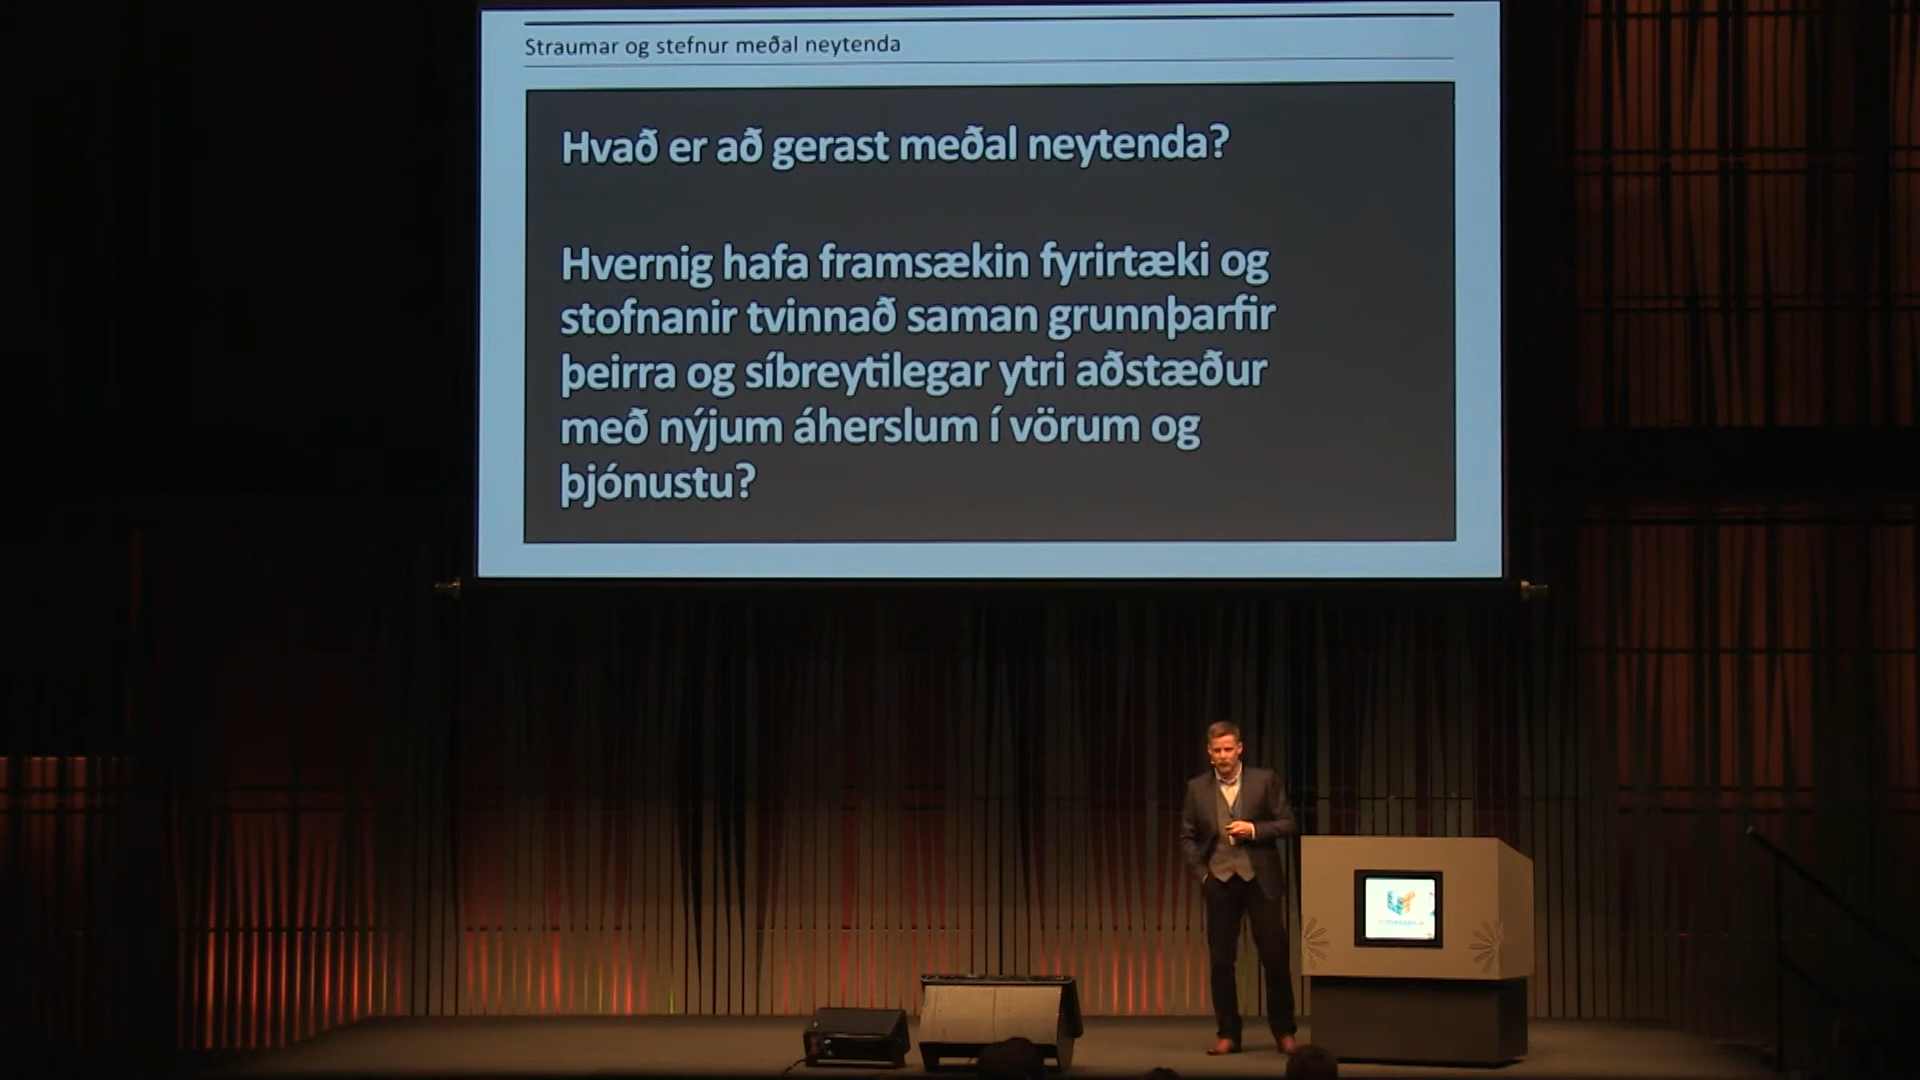 Straumar og stefnur meðal neytenda
Hvað er að gerast meðal neytenda?
Hvernig hafa framsækin fyrirtæki og
stofnanir tvinnað saman grunnþarfir
þeirra og síbreytilegar ytri aðstæður
með nýjum áherslum í vörum og
þjónustu?